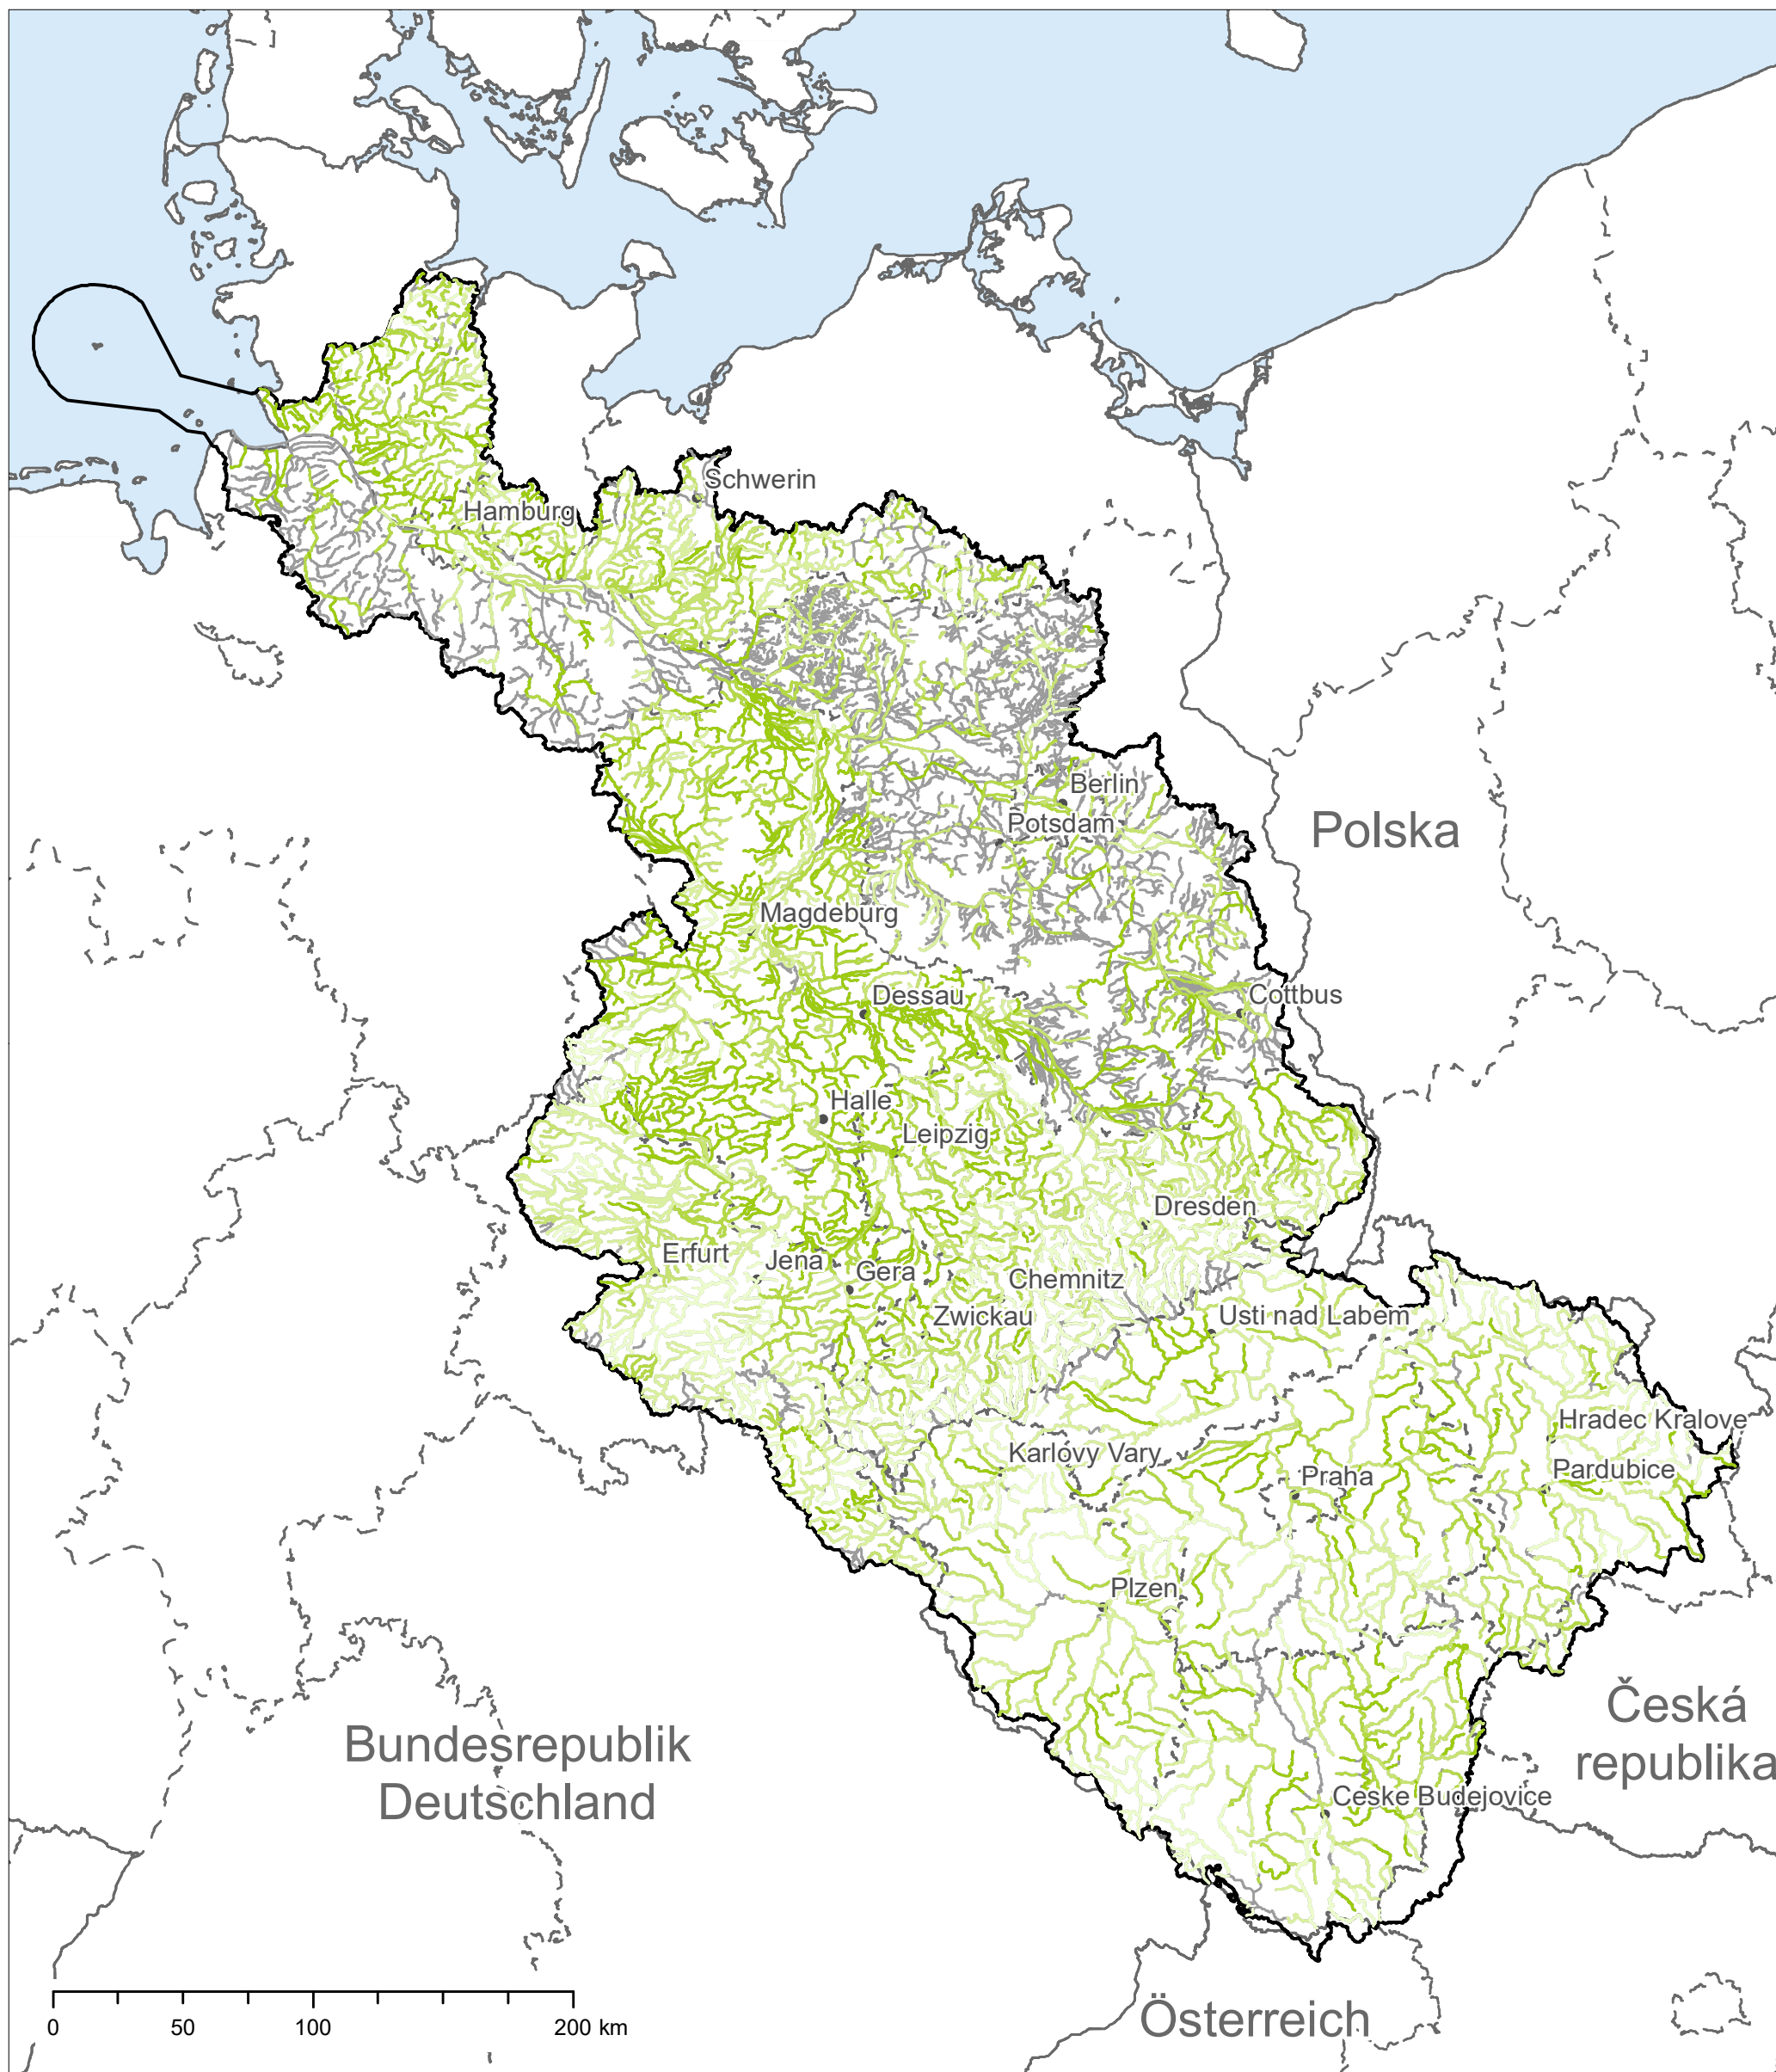 Schwerin
Hamburg
Berlin
Polska
Potsdam
Magdeburg
Dessau
Cottbus
Halle
Leipzig
Dresden
Erfurt
Jena
Gera
Chemnitz
Zwickau
Usti nad Labem
Hradec Kralove
Karlovy Vary
Praha
Pardubice
Plzen
Česká
republika
Bundesrepublik
Deutschland
Ceske Budejovice
Österreich
0 50 100 200 km